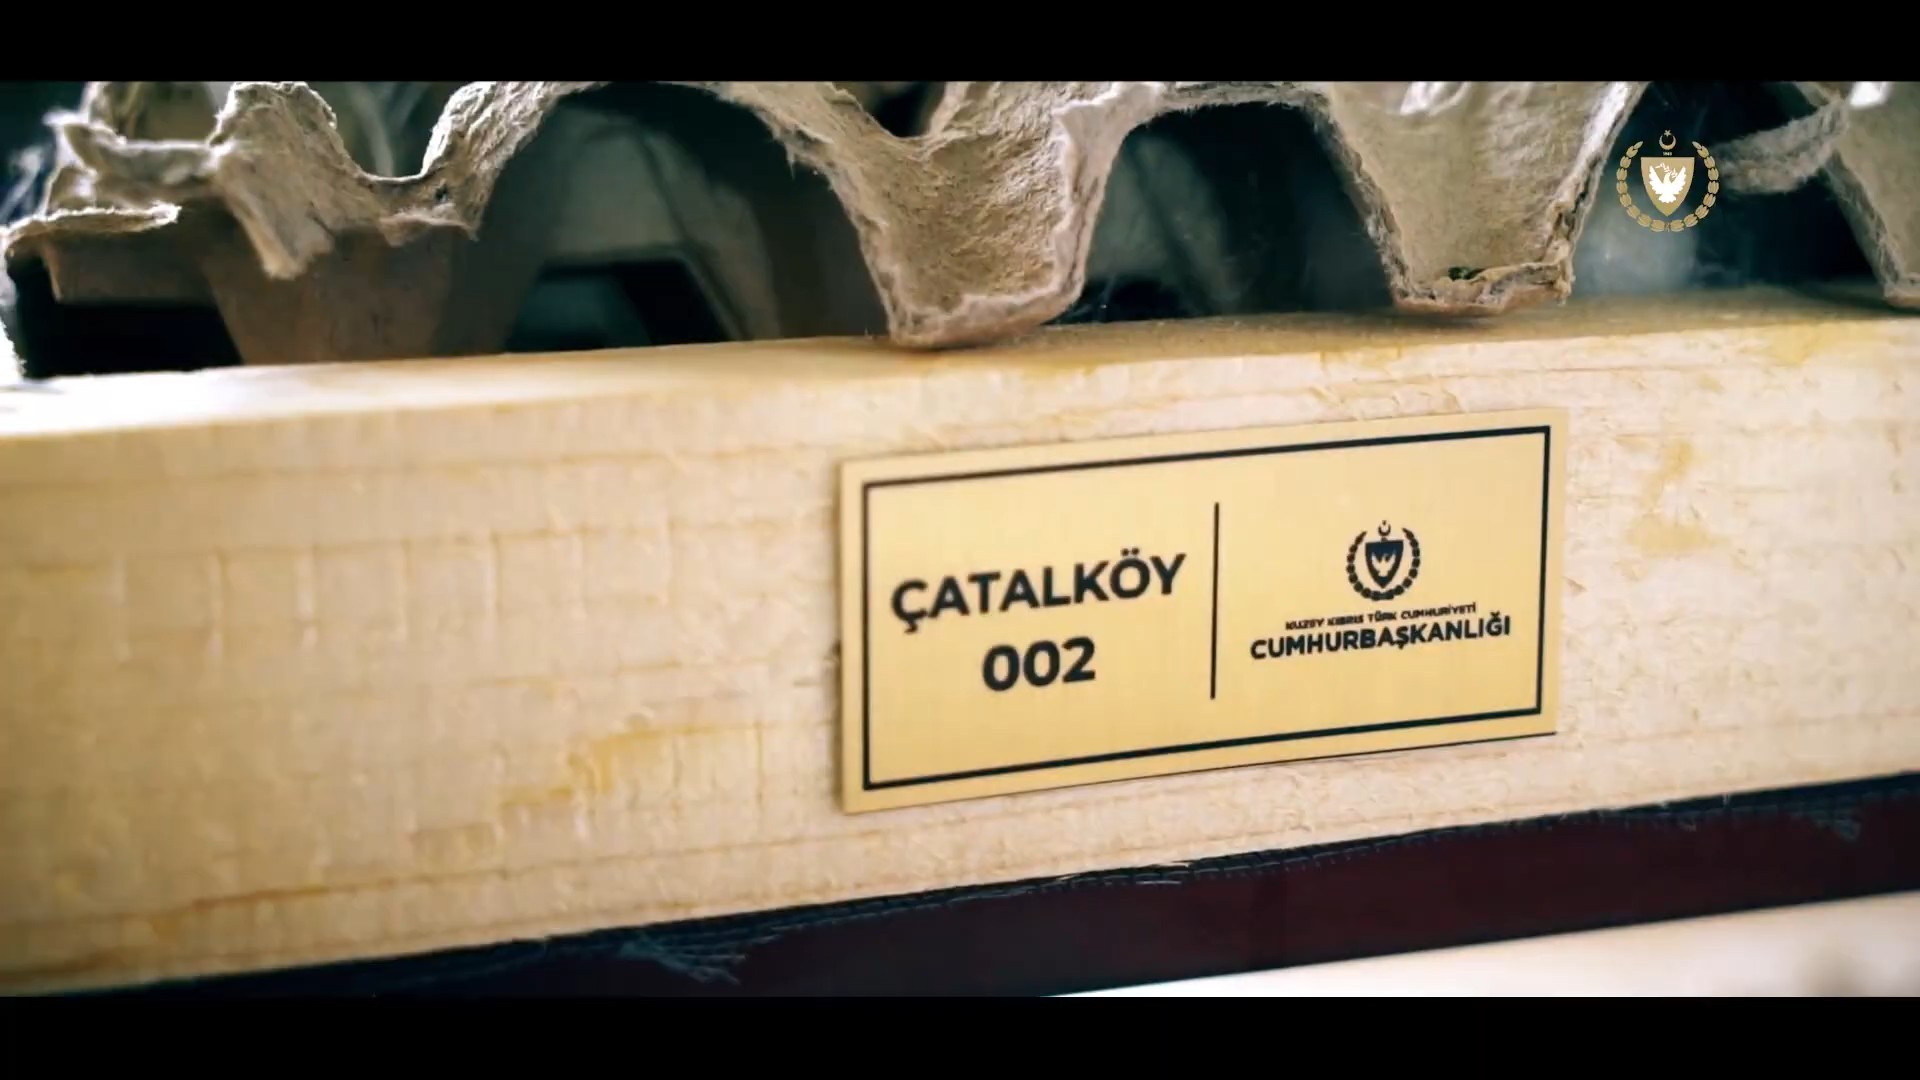 ÇATALKÖY
002
KUZEY KIBRIS TÜRK CUMHURİYETİ
CUMHURBAŞKANLIĞI